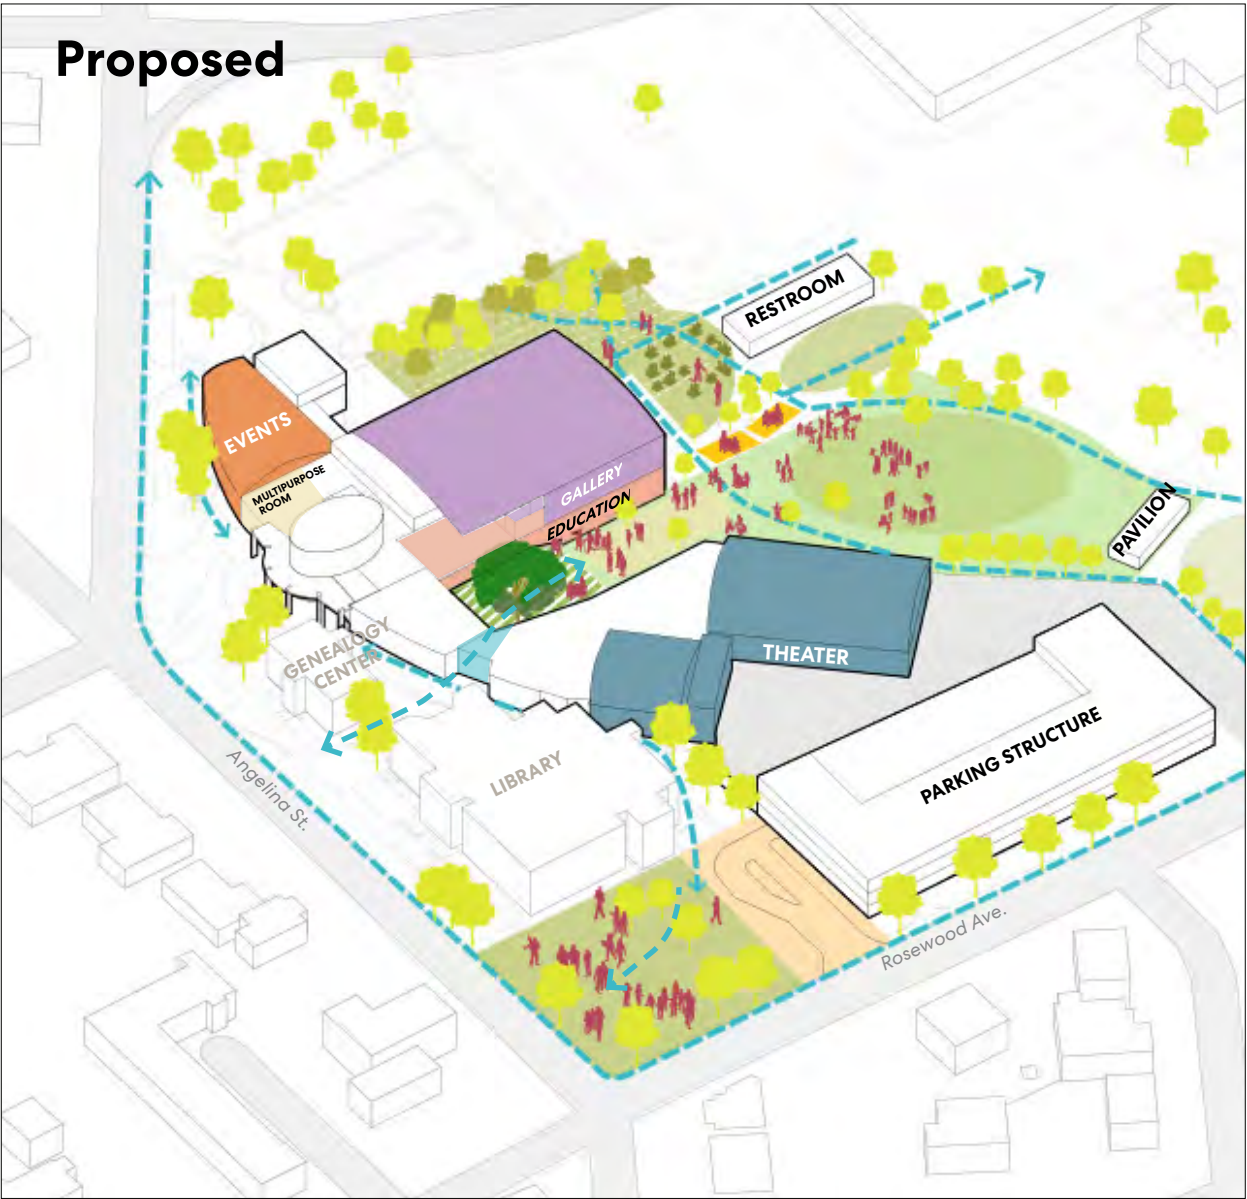 Proposed
RESTROOM
EVENTS
MULTIPURPOSE
ROOM
GALLERY
EDUCATION
PAVILION
GENEALOGY
CENTER
THEATER
LIBRARY
PARKING STRUCTURE
Angelina St.
Rosewood Ave.